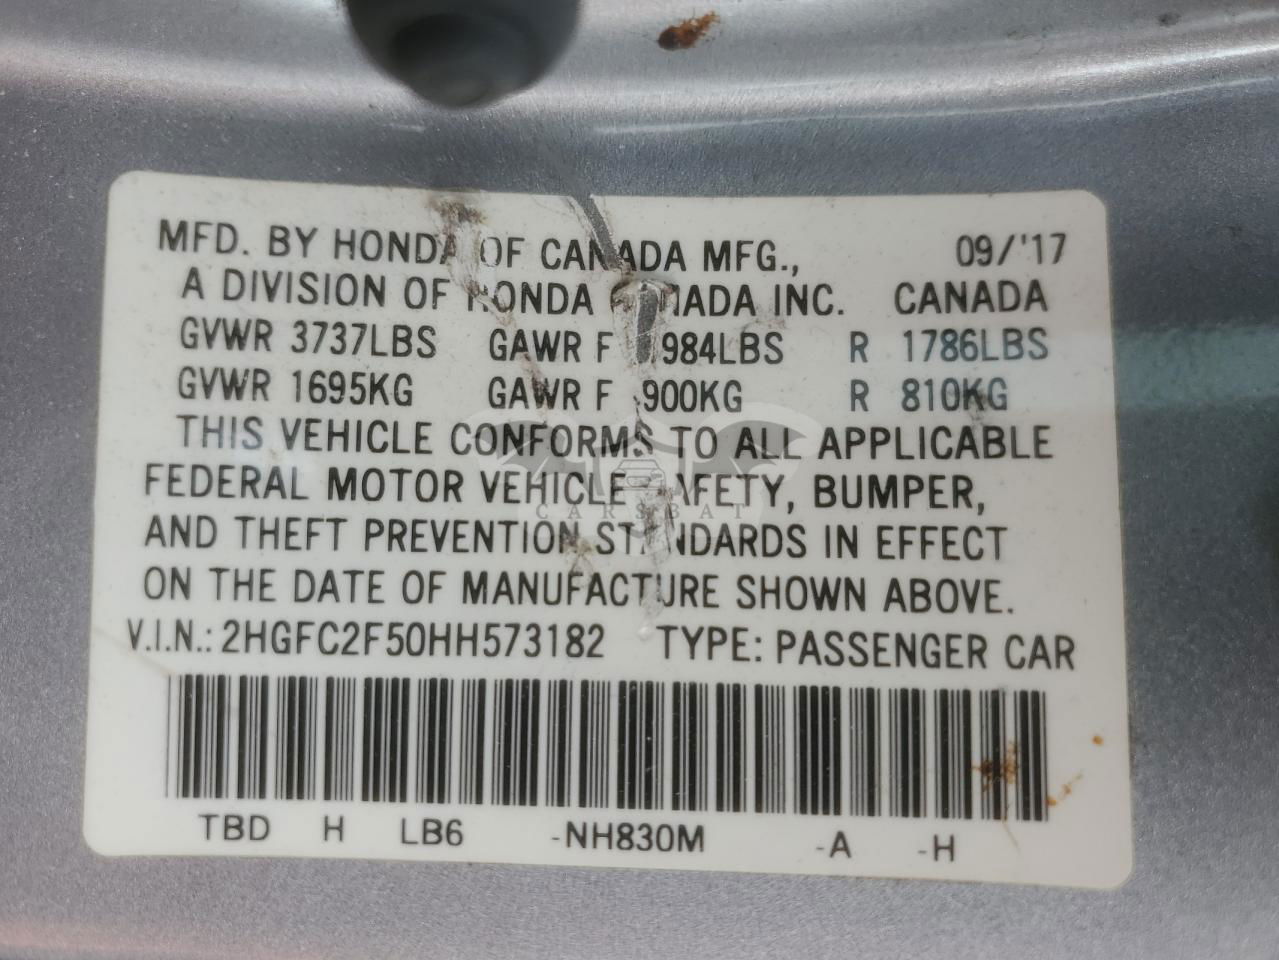 MFD. BY HONDA OF CANADA MFG., 09/'17
A DIVISION OF HONDA CANADA INC. CANADA
GVWR 3737LBS GAWR F 1984LBS R 1786LBS
GVWR 1695KG GAWR F 900KG R 810KG
THIS VEHICLE CONFORMS TO ALL APPLICABLE
FEDERAL MOTOR VEHICLE SAFETY, BUMPER,
CARSBAT
AND THEFT PREVENTION STANDARDS IN EFFECT
ON THE DATE OF MANUFACTURE SHOWN ABOVE.
V.I.N.: 2HGFC2F50HH573182 TYPE: PASSENGER CAR
TBD H LB6 -NH830M -A -H